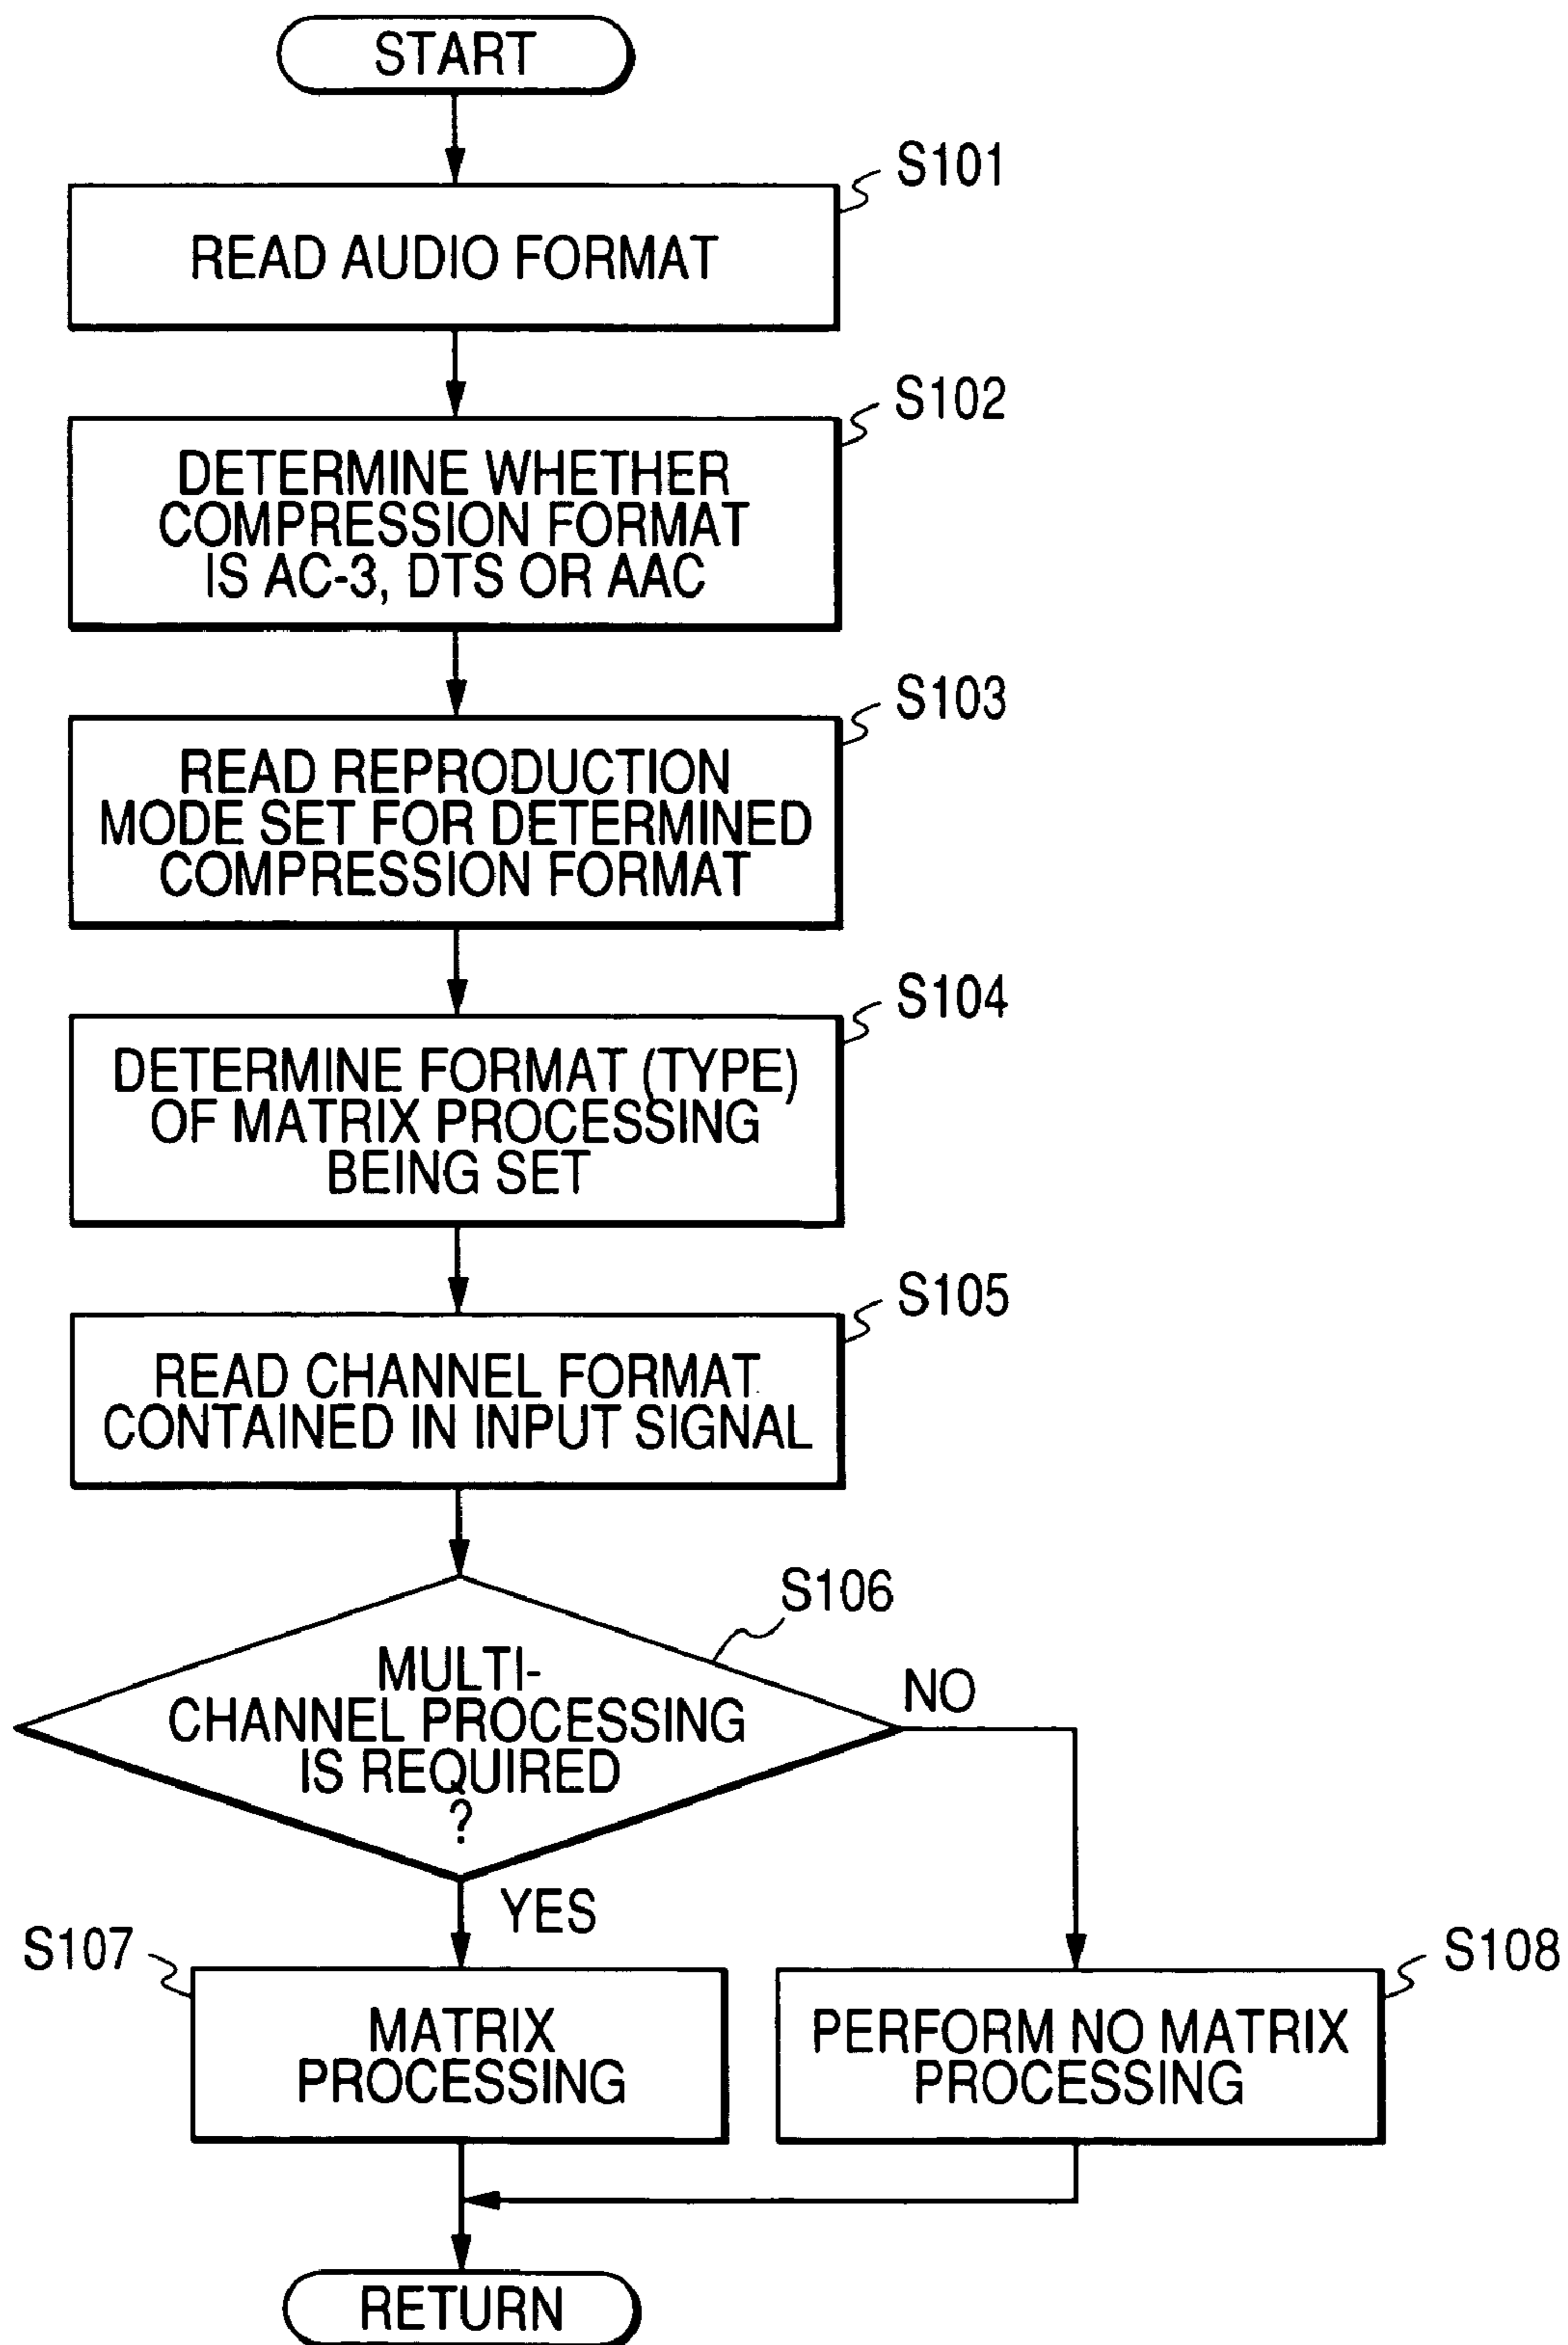 START
S101
READ AUDIO FORMAT
S102
DETERMINE WHETHER
COMPRESSION FORMAT
IS AC-3, DTS OR AAC
S103
READ REPRODUCTION
MODE SET FOR DETERMINED
COMPRESSION FORMAT
S104
DETERMINE FORMAT (TYPE)
OF MATRIX PROCESSING
BEING SET
S105
READ CHANNEL FORMAT
CONTAINED IN INPUT SIGNAL
S106
MULTI-
CHANNEL PROCESSING
IS REQUIRED
?
NO
YES
S107
MATRIX
PROCESSING
S108
PERFORM NO MATRIX
PROCESSING
RETURN